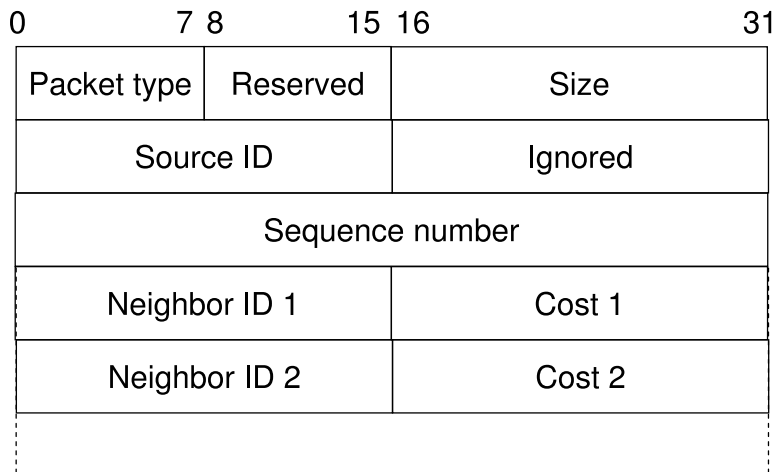 0 7 8 15 16 31
Packet type Reserved Size
Source ID Ignored
Sequence number
Neighbor ID 1 Cost 1
Neighbor ID 2 Cost 2